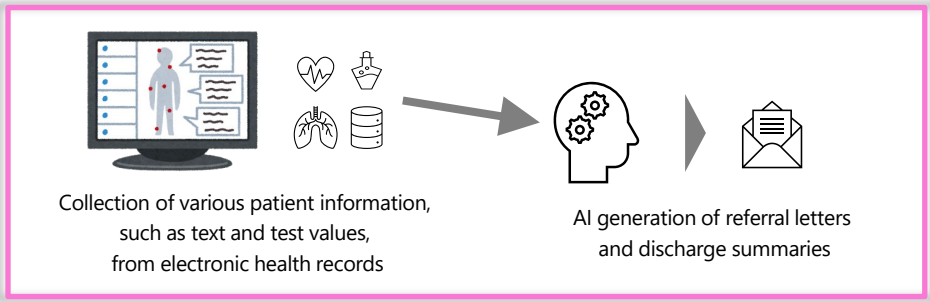 Collection of various patient information,
such as text and test values,
from electronic health records
AI generation of referral letters
and discharge summaries